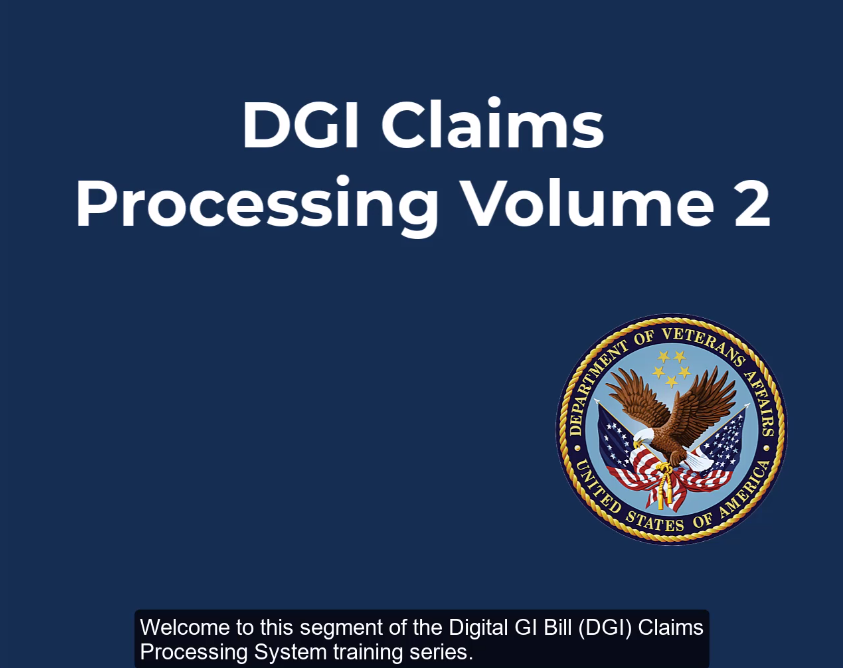 DGI Claims
Processing Volume 2
DEPARTMENT OF VETERANS AFFAIRS
UNITED STATES OF AMERICA
Welcome to this segment of the Digital GI Bill (DGI) Claims
Processing System training series.